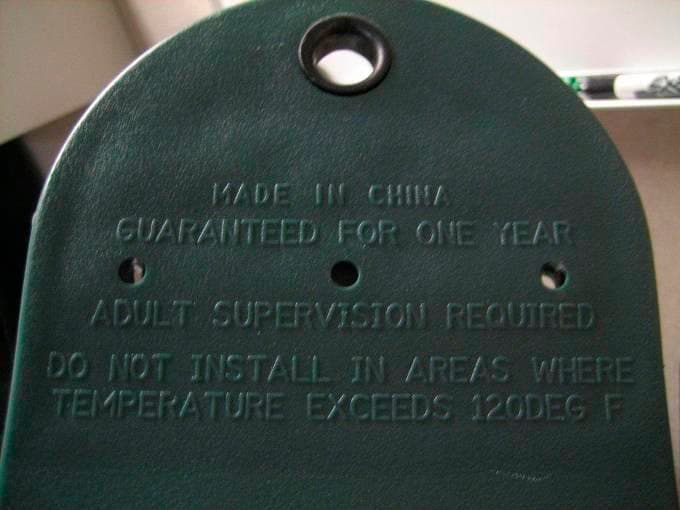 MADE IN CHINA
GUARANTEED FOR ONE YEAR
ADULT SUPERVISION REQUIRED
DO NOT INSTALL IN AREAS WHERE
TEMPERATURE EXCEEDS 120DEG F